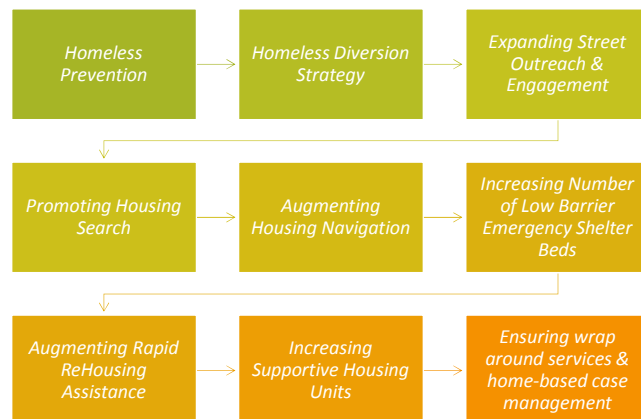 Homeless
Prevention
Homeless Diversion
Strategy
Expanding Street
Outreach &
Engagement
Promoting Housing
Search
Augmenting
Housing Navigation
Increasing Number
of Low Barrier
Emergency Shelter
Beds
Augmenting Rapid
ReHousing
Assistance
Increasing
Supportive Housing
Units
Ensuring wrap
around services &
home-based case
management